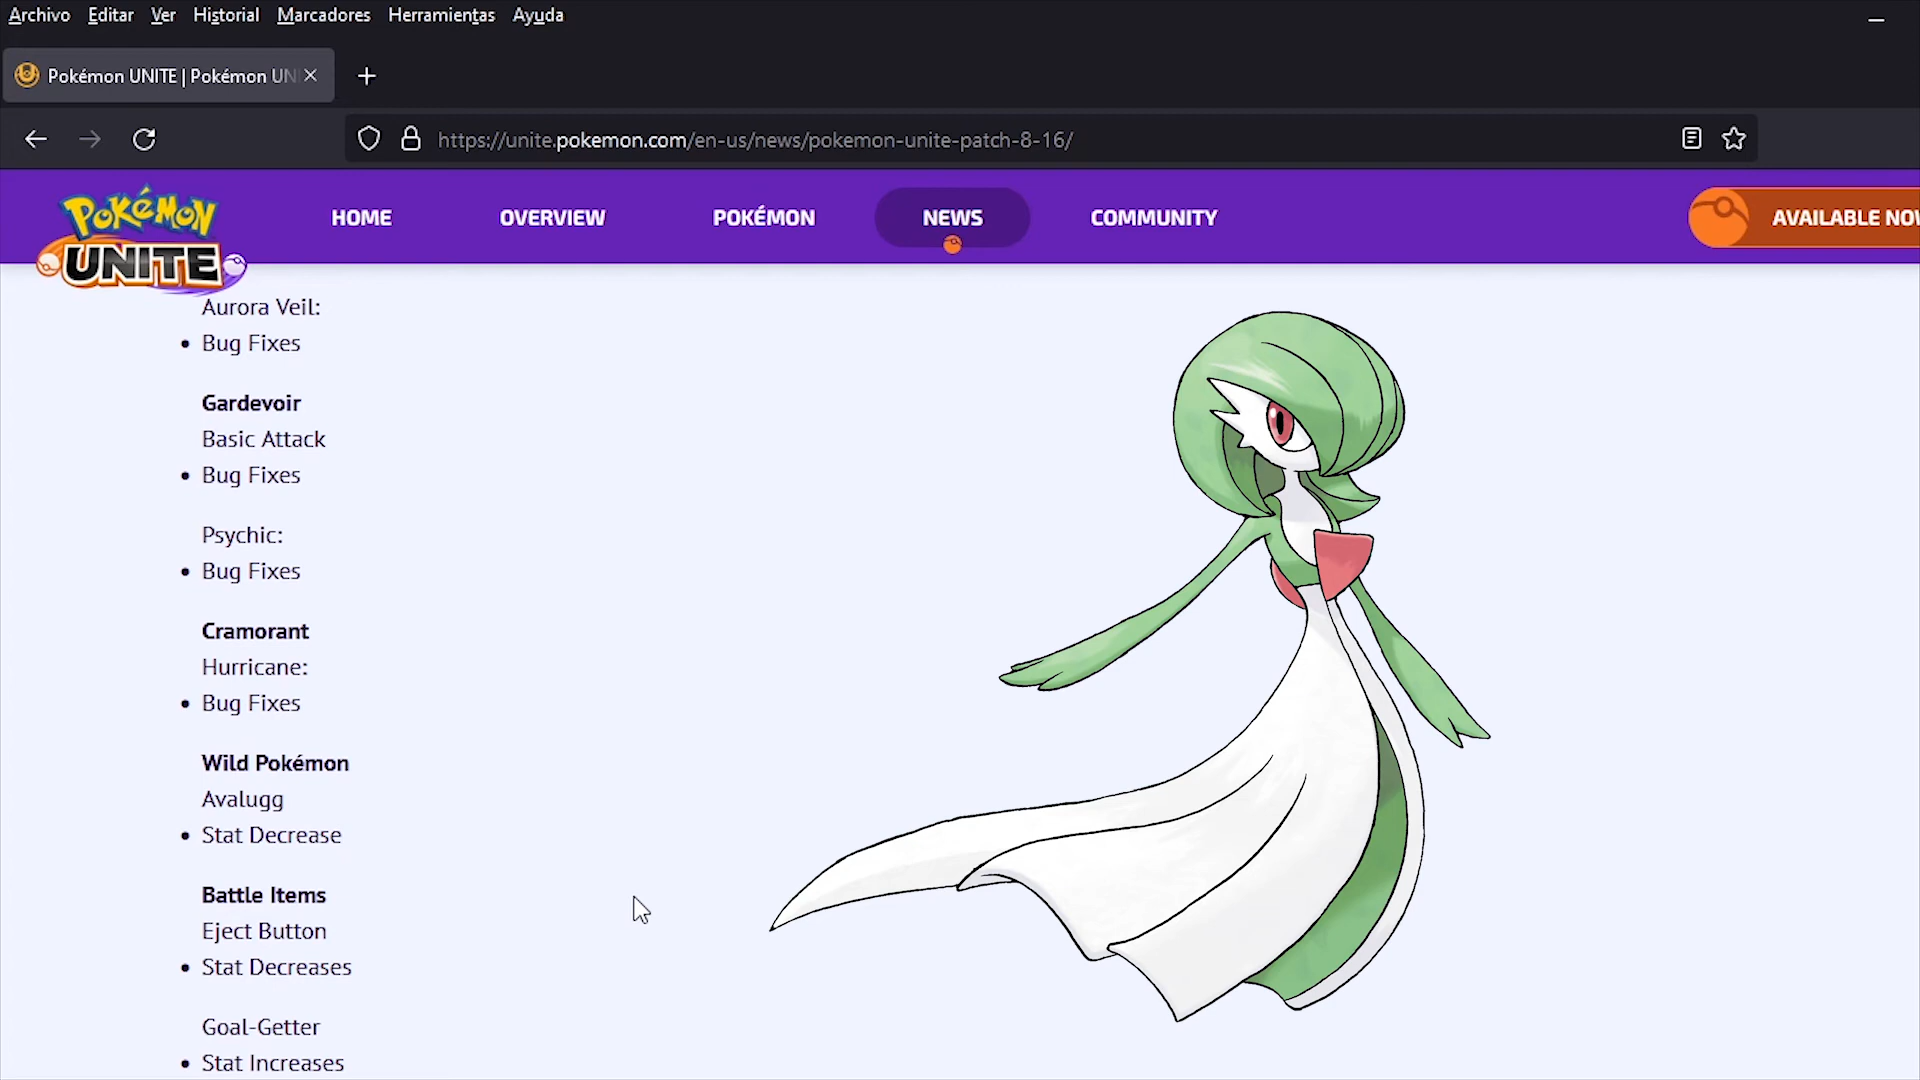 Archivo Editar Ver Historial Marcadores Herramientas Ayuda
Pokémon UNITE | Pokémon UN
https://unite.pokemon.com/en-us/news/pokemon-unite-patch-8-16/
POKéMON
UNITE
HOME
OVERVIEW
POKÉMON
NEWS
COMMUNITY
AVAILABLE NOW
Aurora Veil:
• Bug Fixes
Gardevoir
Basic Attack
• Bug Fixes
Psychic:
• Bug Fixes
Cramorant
Hurricane:
• Bug Fixes
Wild Pokémon
Avalugg
• Stat Decrease
Battle Items
Eject Button
• Stat Decreases
Goal-Getter
• Stat Increases